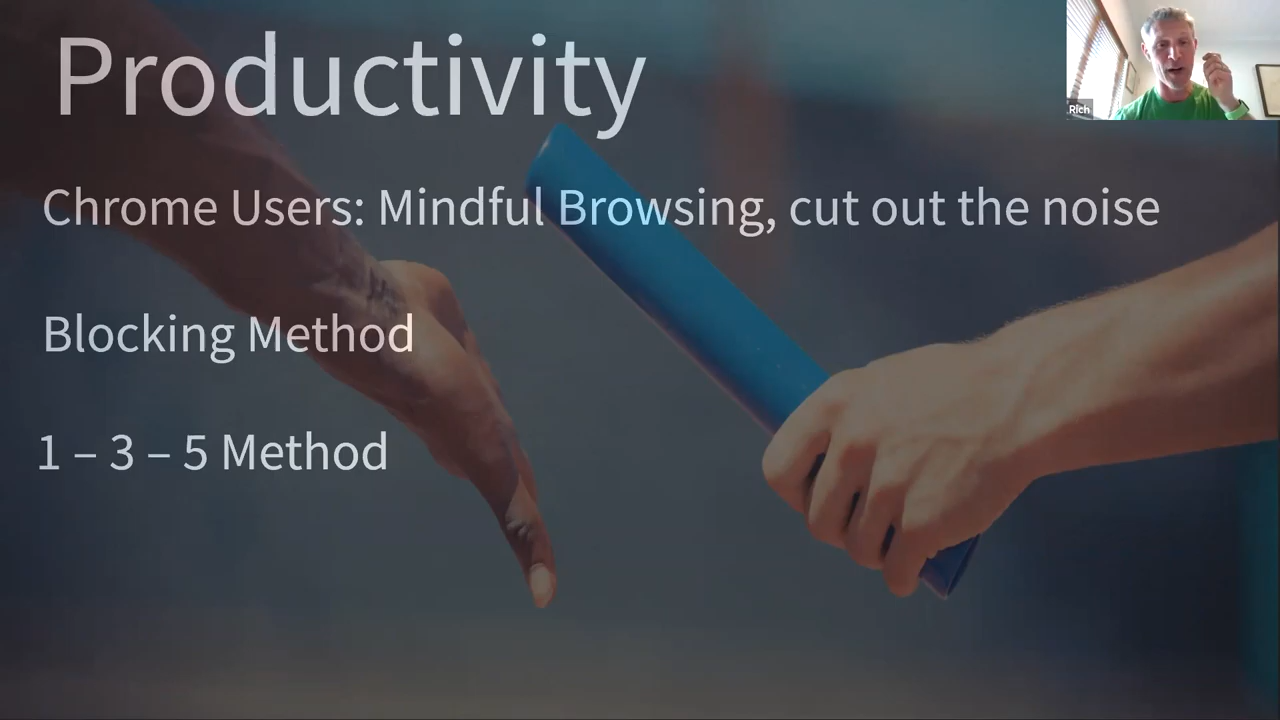 Productivity
Rich
Chrome Users: Mindful Browsing, cut out the noise
Blocking Method
1 – 3 – 5 Method